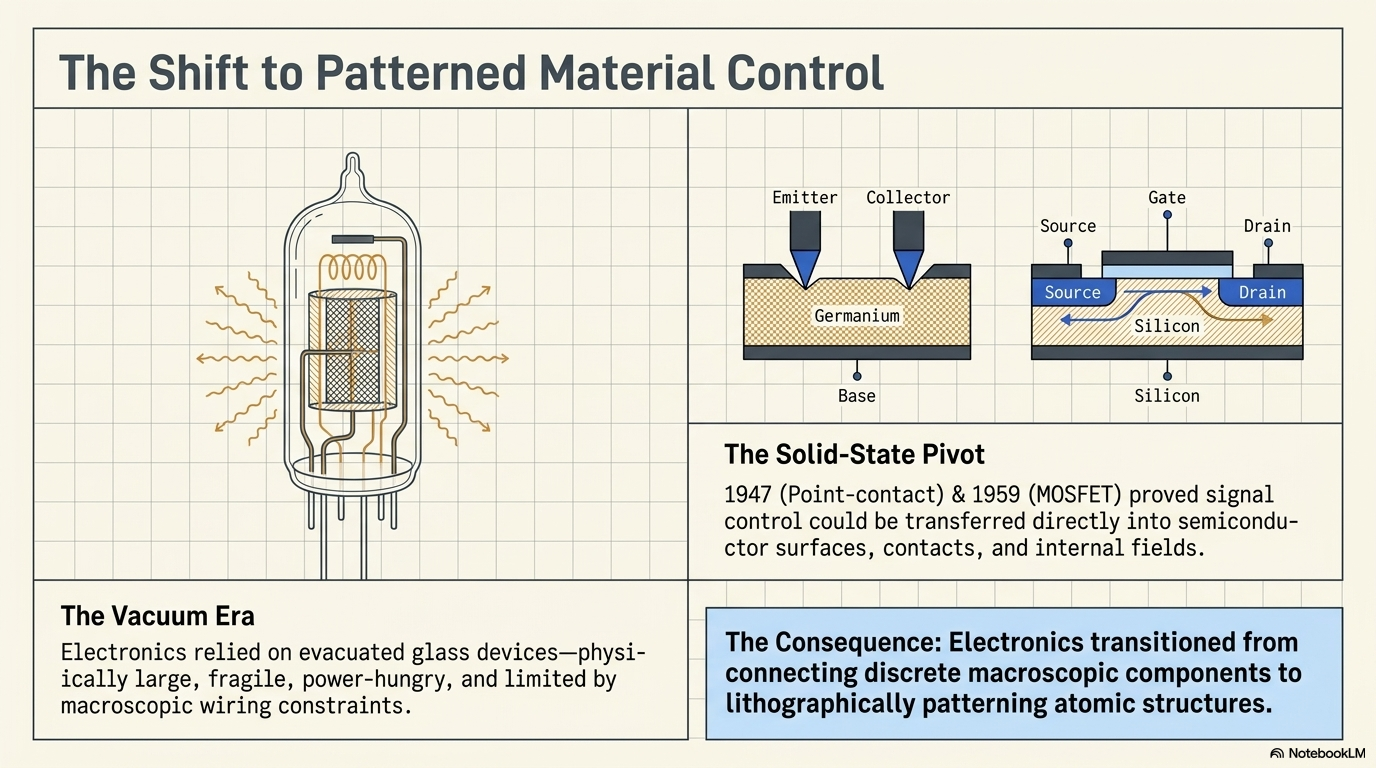 The Shift to Patterned Material Control
Emitter
Collector
Germanium
Base
Gate
Source
Drain
Source
Drain
Silicon
Silicon
The Solid-State Pivot
1947 (Point-contact) & 1959 (MOSFET) proved signal
control could be transferred directly into semicondu-
ctor surfaces, contacts, and internal fields.
The Vacuum Era
Electronics relied on evacuated glass devices—physi-
ically large, fragile, power-hungry, and limited by
macroscopic wiring constraints.
The Consequence: Electronics transitioned from
connecting discrete macroscopic components to
lithographically patterning atomic structures.
NotebookLM